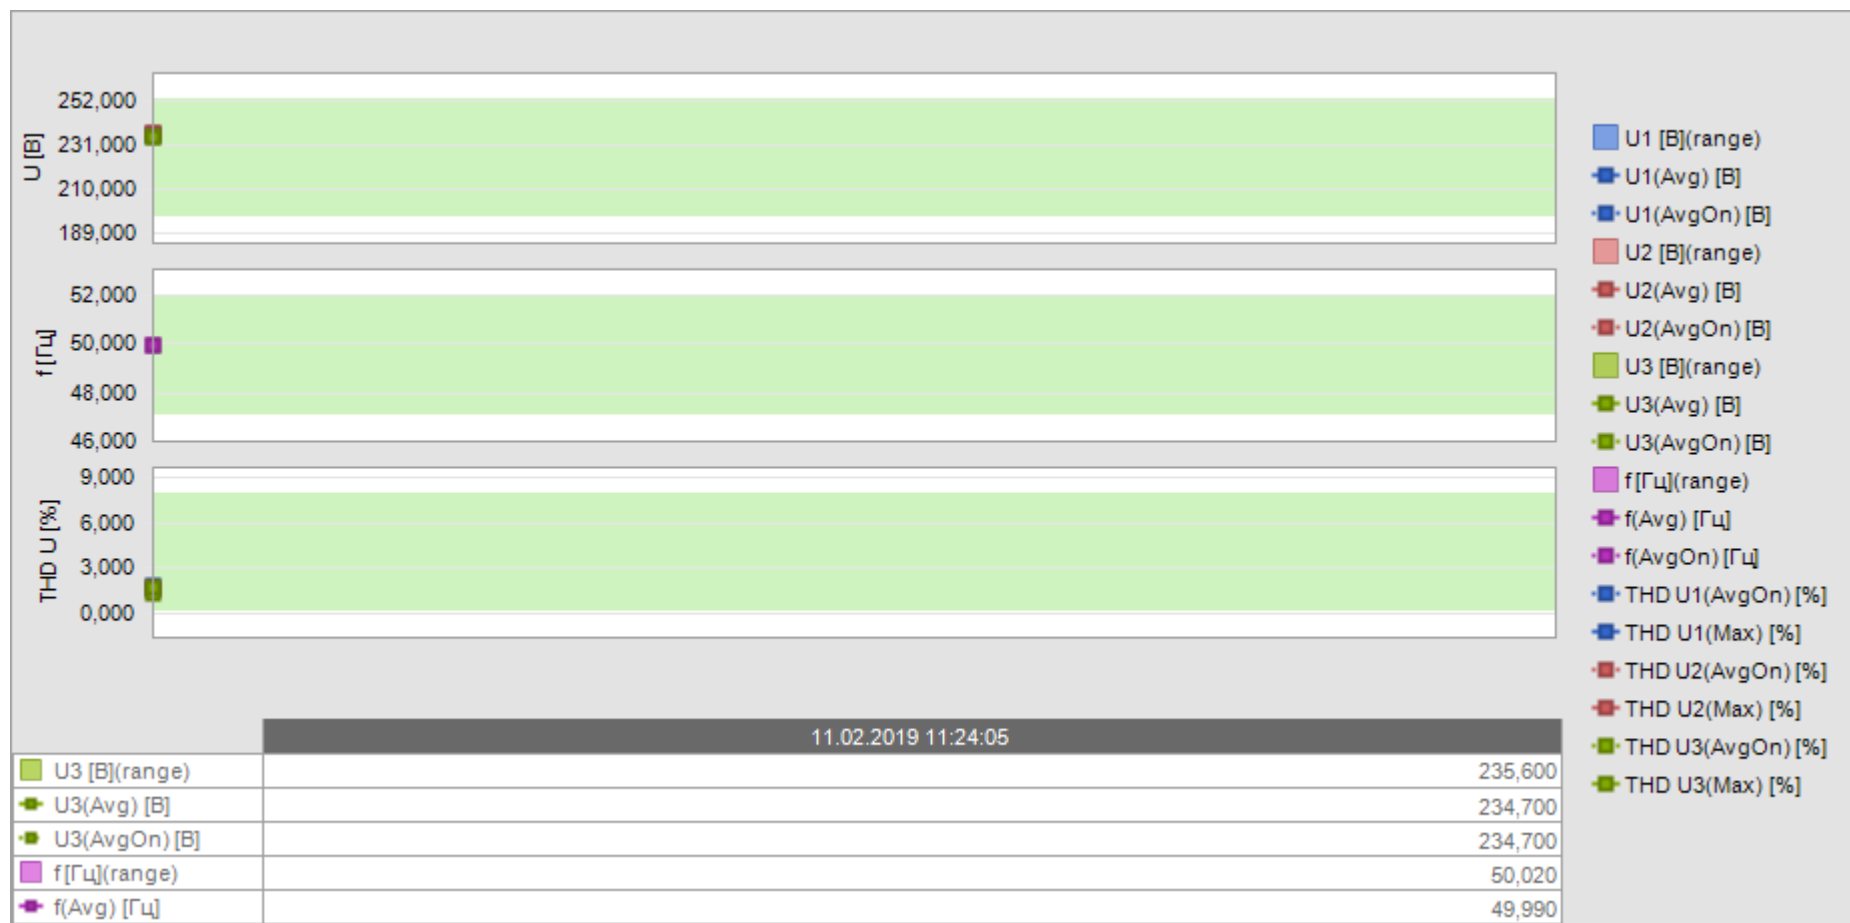 252,000
231,000
210,000
189,000
U [В]
52,000
50,000
48,000
46,000
f [Гц]
9,000
6,000
3,000
0,000
THD U [%]
U1 [В](range)
U1(Avg) [В]
U1(AvgOn) [В]
U2 [В](range)
U2(Avg) [В]
U2(AvgOn) [В]
U3 [В](range)
U3(Avg) [В]
U3(AvgOn) [В]
f [Гц](range)
f(Avg) [Гц]
f(AvgOn) [Гц]
THD U1(AvgOn) [%]
THD U1(Max) [%]
THD U2(AvgOn) [%]
THD U2(Max) [%]
THD U3(AvgOn) [%]
THD U3(Max) [%]
11.02.2019 11:24:05
U3 [В](range) 235,600
U3(Avg) [В] 234,700
U3(AvgOn) [В] 234,700
f [Гц](range) 50,020
f(Avg) [Гц] 49,990